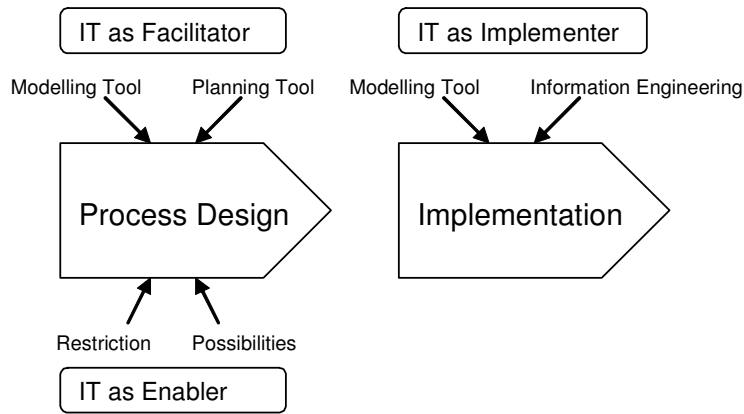 IT as Facilitator
IT as Implementer
Modelling Tool
Planning Tool
Modelling Tool
Information Engineering
Process Design
Implementation
Restriction
Possibilities
IT as Enabler